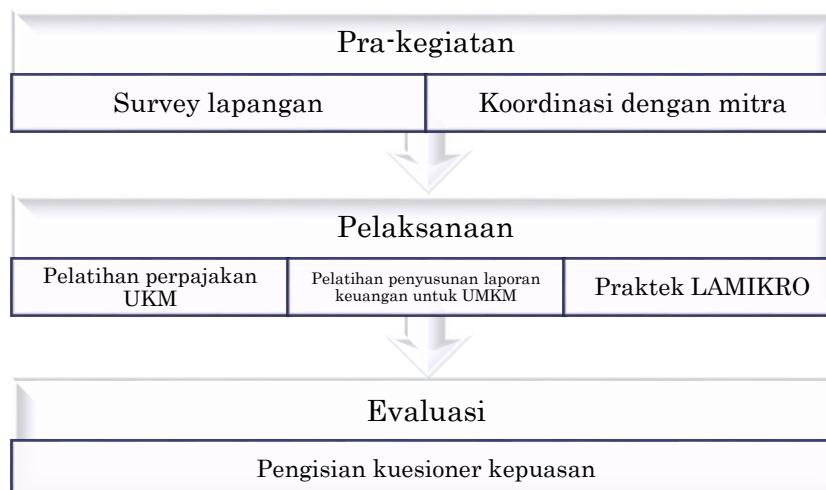 Pra-kegiatan
Survey lapangan
Koordinasi dengan mitra
Pelaksanaan
Pelatihan perpajakan
UKM
Pelatihan penyusunan laporan
keuangan untuk UMKM
Praktek LAMIKRO
Evaluasi
Pengisian kuesioner kepuasan